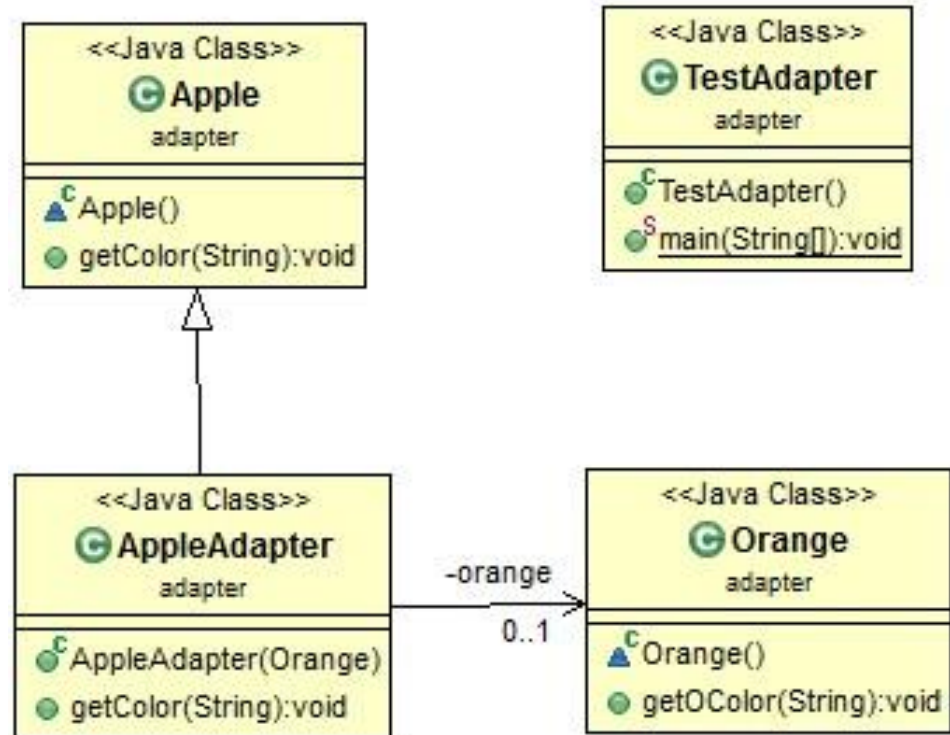 <<Java Class>>
C Apple
adapter
C Apple()
getColor(String):void
<<Java Class>>
C TestAdapter
adapter
C TestAdapter()
S main(String[]):void
<<Java Class>>
C AppleAdapter
adapter
C AppleAdapter(Orange)
getColor(String):void
-orange
0..1
<<Java Class>>
C Orange
adapter
C Orange()
getOColor(String):void